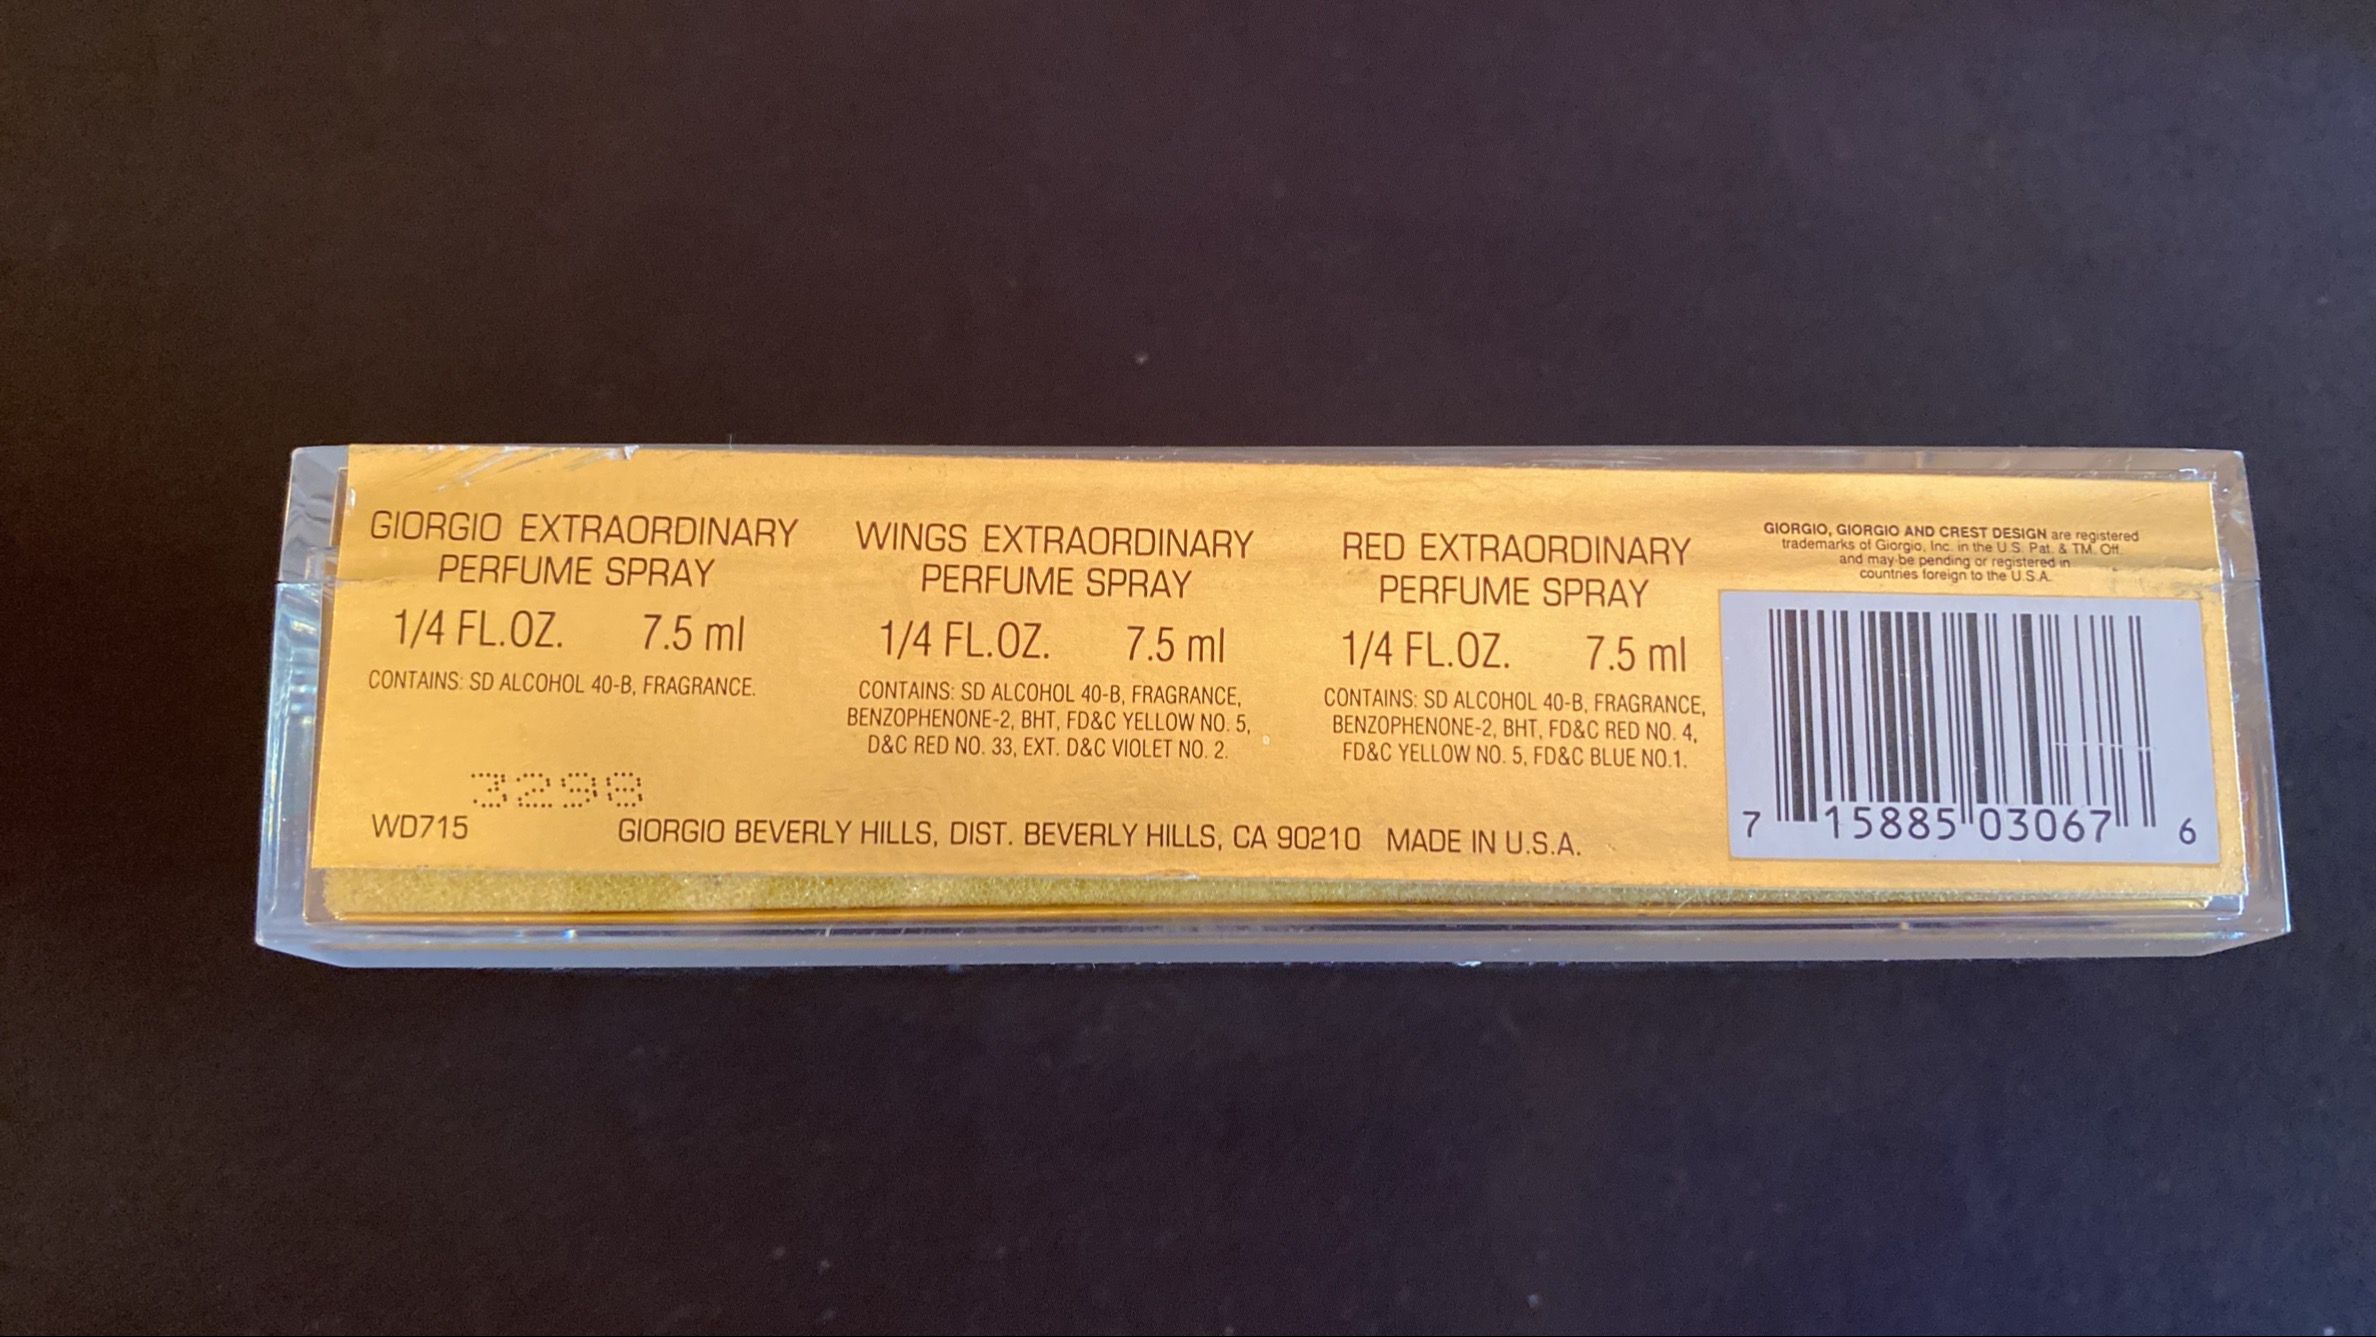 GIORGIO EXTRAORDINARY
PERFUME SPRAY
1/4 FL.OZ. 7.5 ml
CONTAINS: SD ALCOHOL 40-B, FRAGRANCE.
WINGS EXTRAORDINARY
PERFUME SPRAY
1/4 FL.OZ. 7.5 ml
CONTAINS: SD ALCOHOL 40-B, FRAGRANCE,
BENZOPHENONE-2, BHT, FD&C YELLOW NO. 5,
D&C RED NO. 33, EXT. D&C VIOLET NO. 2.
RED EXTRAORDINARY
PERFUME SPRAY
1/4 FL.OZ. 7.5 ml
CONTAINS: SD ALCOHOL 40-B, FRAGRANCE,
BENZOPHENONE-2, BHT, FD&C RED NO. 4,
FD&C YELLOW NO. 5, FD&C BLUE NO.1.
GIORGIO, GIORGIO AND CREST DESIGN are registered
trademarks of Giorgio, Inc. in the U.S. Pat. & TM. Off.
and may be pending or registered in
countries foreign to the U.S.A.
7 15885 03067 6
3298
WD715
GIORGIO BEVERLY HILLS, DIST. BEVERLY HILLS, CA 90210 MADE IN U.S.A.